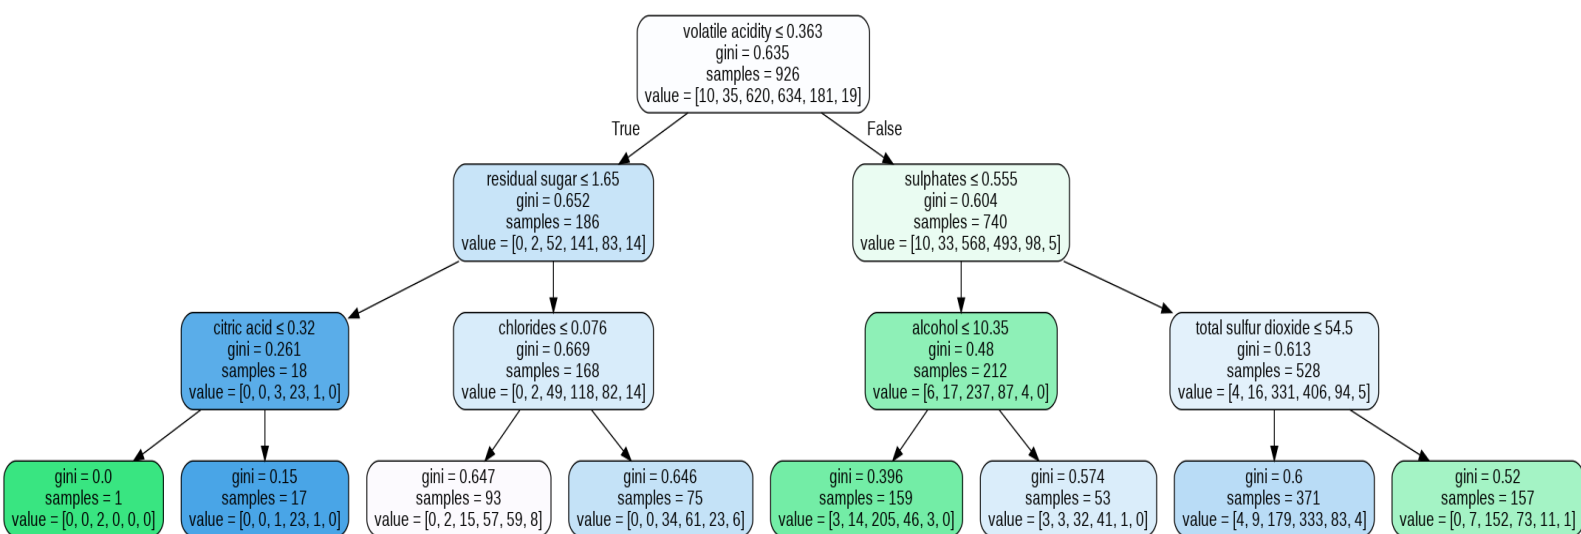 volatile acidity ≤ 0.363
gini = 0.635
samples = 926
value = [10, 35, 620, 634, 181, 19]
True
False
residual sugar ≤ 1.65
gini = 0.652
samples = 186
value = [0, 2, 52, 141, 83, 14]
sulphates ≤ 0.555
gini = 0.604
samples = 740
value = [10, 33, 568, 493, 98, 5]
citric acid ≤ 0.32
gini = 0.261
samples = 18
value = [0, 0, 3, 23, 1, 0]
chlorides ≤ 0.076
gini = 0.669
samples = 168
value = [0, 2, 49, 118, 82, 14]
alcohol ≤ 10.35
gini = 0.48
samples = 212
value = [6, 17, 237, 87, 4, 0]
total sulfur dioxide ≤ 54.5
gini = 0.613
samples = 528
value = [4, 16, 331, 406, 94, 5]
gini = 0.0
samples = 1
value = [0, 0, 2, 0, 0, 0]
gini = 0.15
samples = 17
value = [0, 0, 1, 23, 1, 0]
gini = 0.647
samples = 93
value = [0, 2, 15, 57, 59, 8]
gini = 0.646
samples = 75
value = [0, 0, 34, 61, 23, 6]
gini = 0.396
samples = 159
value = [3, 14, 205, 46, 3, 0]
gini = 0.574
samples = 53
value = [3, 3, 32, 41, 1, 0]
gini = 0.6
samples = 371
value = [4, 9, 179, 333, 83, 4]
gini = 0.52
samples = 157
value = [0, 7, 152, 73, 11, 1]